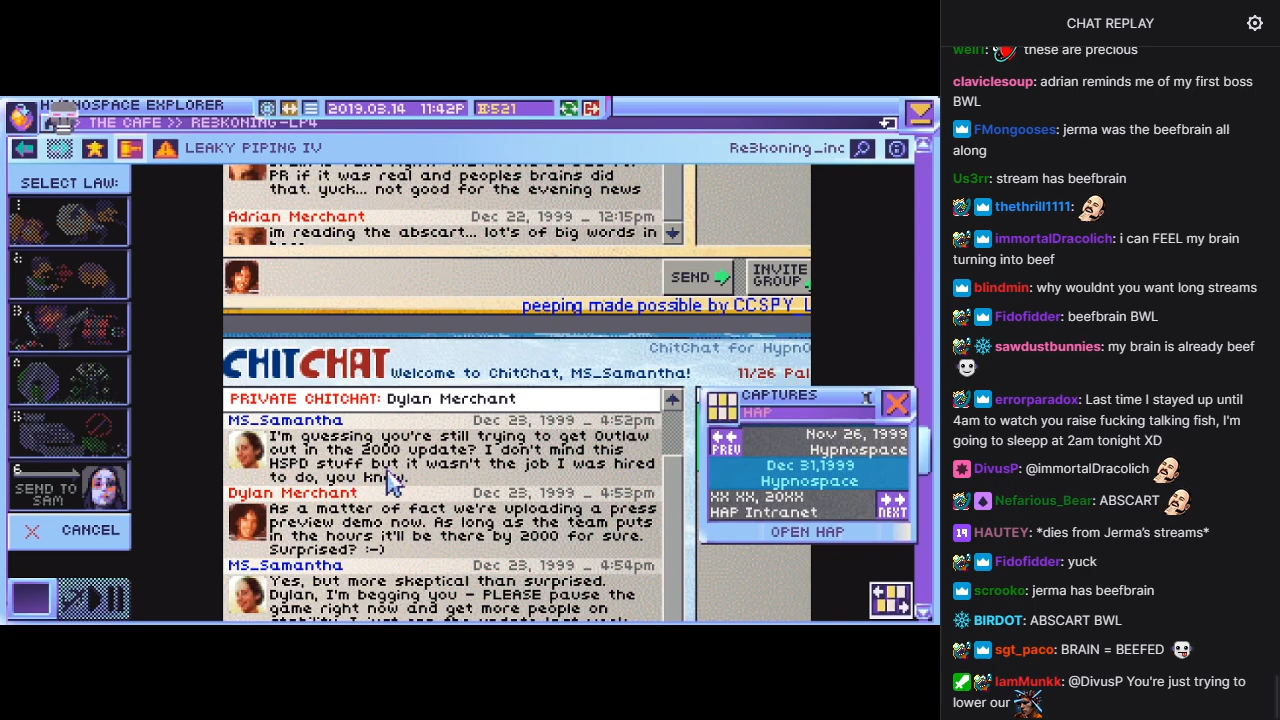 HYPNOSPACE EXPLORER
2019.03.14 11:42P
521
THE CAFE >> RE3KONING-LP4
LEAKY PIPING IV
Re3Koning_inc
SELECT LAW:
1
2
3
4
5
6
SEND TO
SAM
CANCEL
PR if it was real and peoples brains did
that. yuck... not good for the evening news
Adrian Merchant Dec 22, 1999 _ 12:15pm
im reading the abscart... lot's of big words in
SEND
INVITE
GROUP
peeping made possible by CCSPY L
CHITCHAT
Welcome to ChitChat, MS_Samantha!
ChitChat for HypnO
11/26 Pal
PRIVATE CHITCHAT: Dylan Merchant
MS_Samantha Dec 23, 1999 _ 4:52pm
I'm guessing you're still trying to get Outlaw
out in the 2000 update? I don't mind this
HSPD stuff but it wasn't the job I was hired
to do, you know.
Dylan Merchant Dec 23, 1999 _ 4:53pm
As a matter of fact we're uploading a press
preview demo now. As long as the team puts
in the hours it'll be there by 2000 for sure.
Surprised? :-)
MS_Samantha Dec 23, 1999 _ 4:54pm
Yes, but more skeptical than surprised.
Dylan, I'm begging you - PLEASE pause the
game right now and get more people on
CAPTURES
HAP
PREV
Nov 26, 1999
Hypnospace
Dec 31,1999
Hypnospace
XX XX, 20XX
HAP Intranet
NEXT
OPEN HAP
CHAT REPLAY
these are precious
claviclesoup: adrian reminds me of my first boss
BWL
FMongooses: jerma was the beefbrain all
along
Us3rr: stream has beefbrain
thethrill1111:
immortalDracolich: i can FEEL my brain
turning into beef
blindmin: why wouldnt you want long streams
Fidofidder: beefbrain BWL
sawdustbunnies: my brain is already beef
errorparadox: Last time I stayed up until
4am to watch you raise fucking talking fish, I'm
going to sleepp at 2am tonight XD
DivusP: @immortalDracolich
Nefarious_Bear: ABSCART
19 HAUTEY: *dies from Jerma's streams*
Fidofidder: yuck
scrooko: jerma has beefbrain
BIRDOT: ABSCART BWL
sgt_paco: BRAIN = BEEFED
IamMunkk: @DivusP You're just trying to
lower our